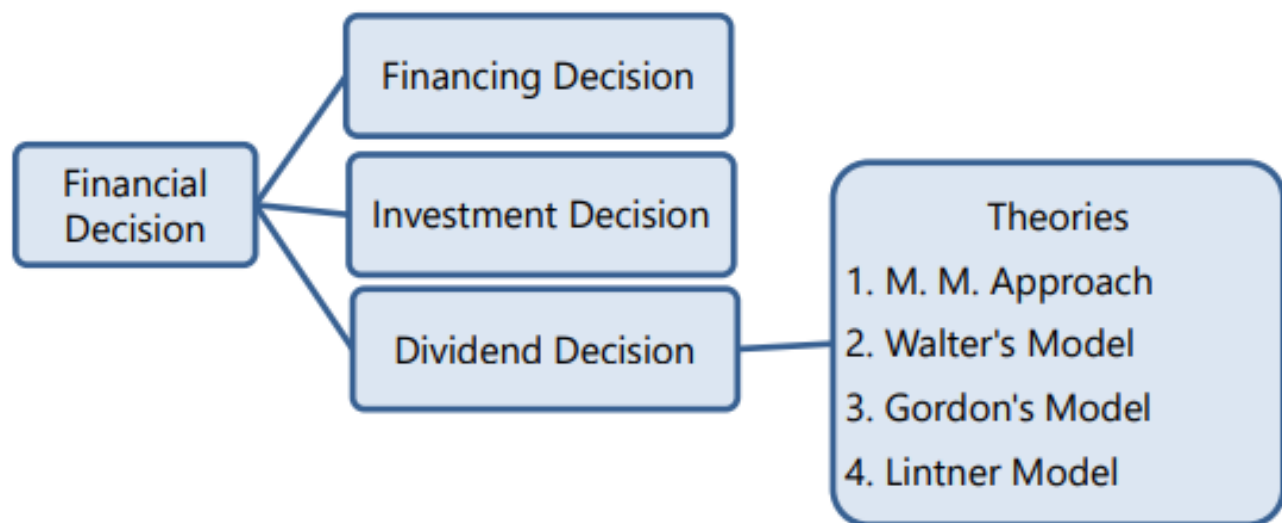 Financing Decision
Financial
Decision
Investment Decision
Dividend Decision
Theories
1. M. M. Approach
2. Walter's Model
3. Gordon's Model
4. Lintner Model